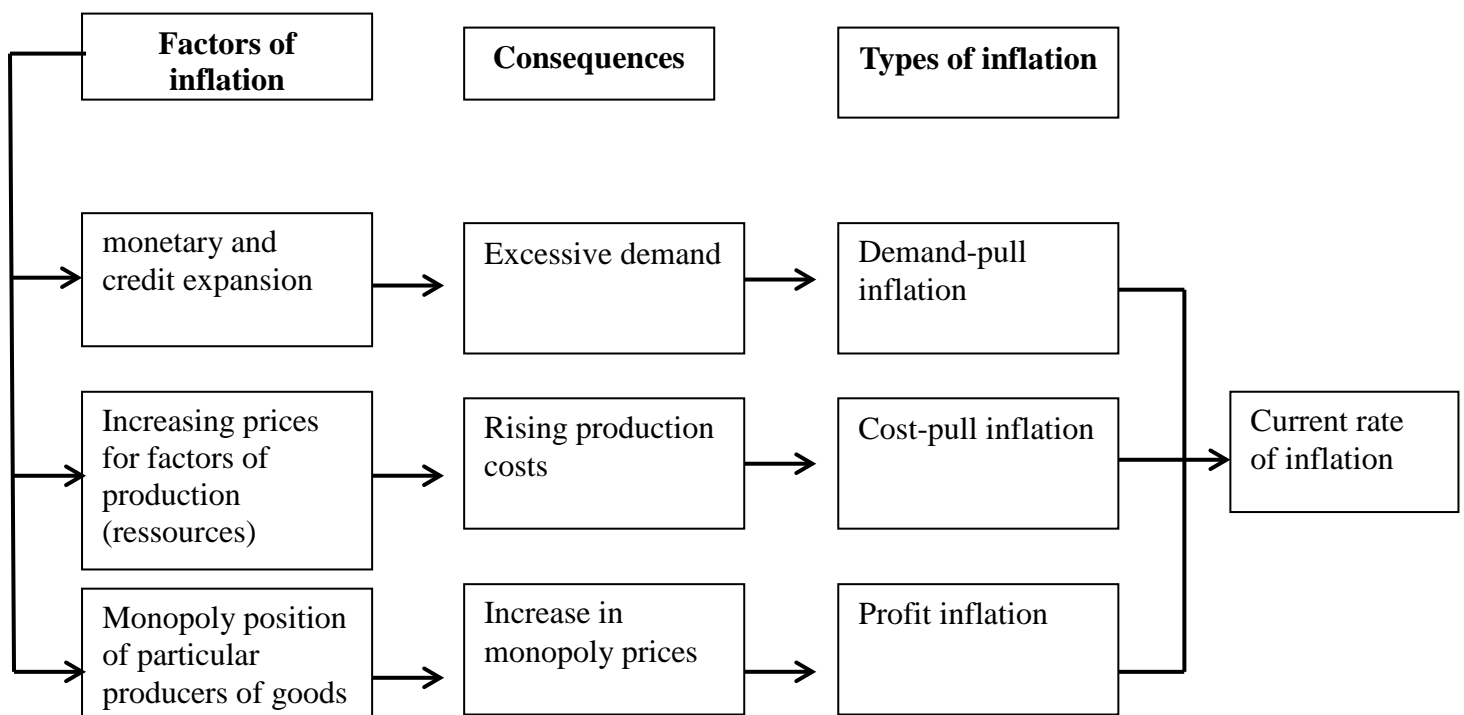 Factors of
inflation
Consequences
Types of inflation
monetary and
credit expansion
Excessive demand
Demand-pull
inflation
Increasing prices
for factors of
production
(ressources)
Rising production
costs
Cost-pull inflation
Current rate
of inflation
Monopoly position
of particular
producers of goods
Increase in
monopoly prices
Profit inflation